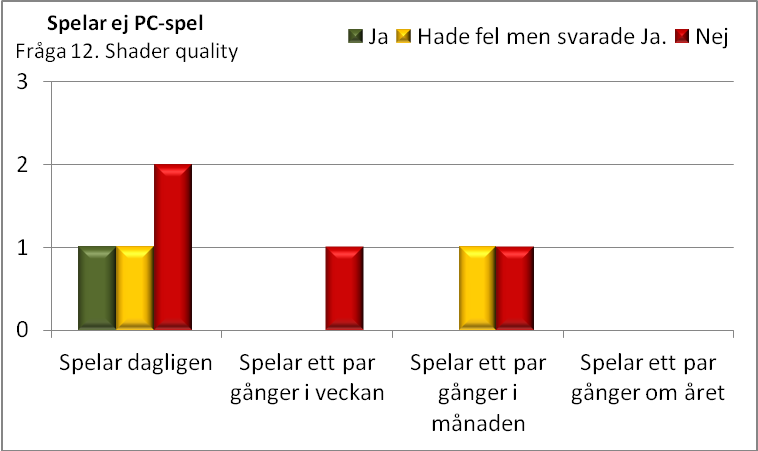 Spelar ej PC-spel
Fråga 12. Shader quality
Ja Hade fel men svarade Ja. Nej
3
2
1
0
Spelar dagligen
Spelar ett par
gånger i veckan
Spelar ett par
gånger i
månaden
Spelar ett par
gånger om året